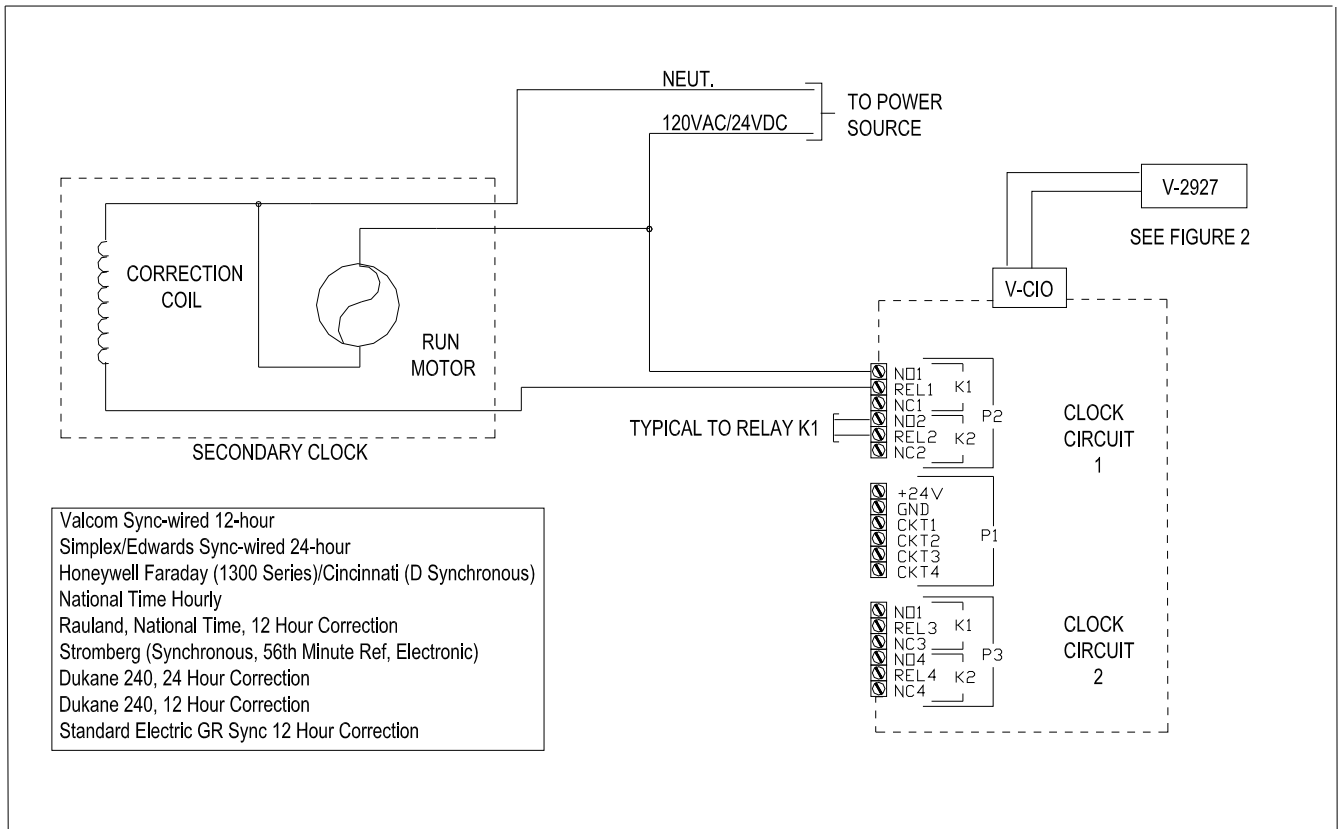 NEUT.
120VAC/24VDC
TO POWER
SOURCE
V-2927
SEE FIGURE 2
V-CIO
CORRECTION
COIL
RUN
MOTOR
SECONDARY CLOCK
TYPICAL TO RELAY K1
NO1
REL1
NC1
K1
NO2
REL2
NC2
K2
P2
CLOCK
CIRCUIT
1
+24V
GND
CKT1
CKT2
CKT3
CKT4
P1
NO1
REL3
NC3
K1
NO4
REL4
NC4
K2
P3
CLOCK
CIRCUIT
2
Valcom Sync-wired 12-hour
Simplex/Edwards Sync-wired 24-hour
Honeywell Faraday (1300 Series)/Cincinnati (D Synchronous)
National Time Hourly
Rauland, National Time, 12 Hour Correction
Stromberg (Synchronous, 56th Minute Ref, Electronic)
Dukane 240, 24 Hour Correction
Dukane 240, 12 Hour Correction
Standard Electric GR Sync 12 Hour Correction